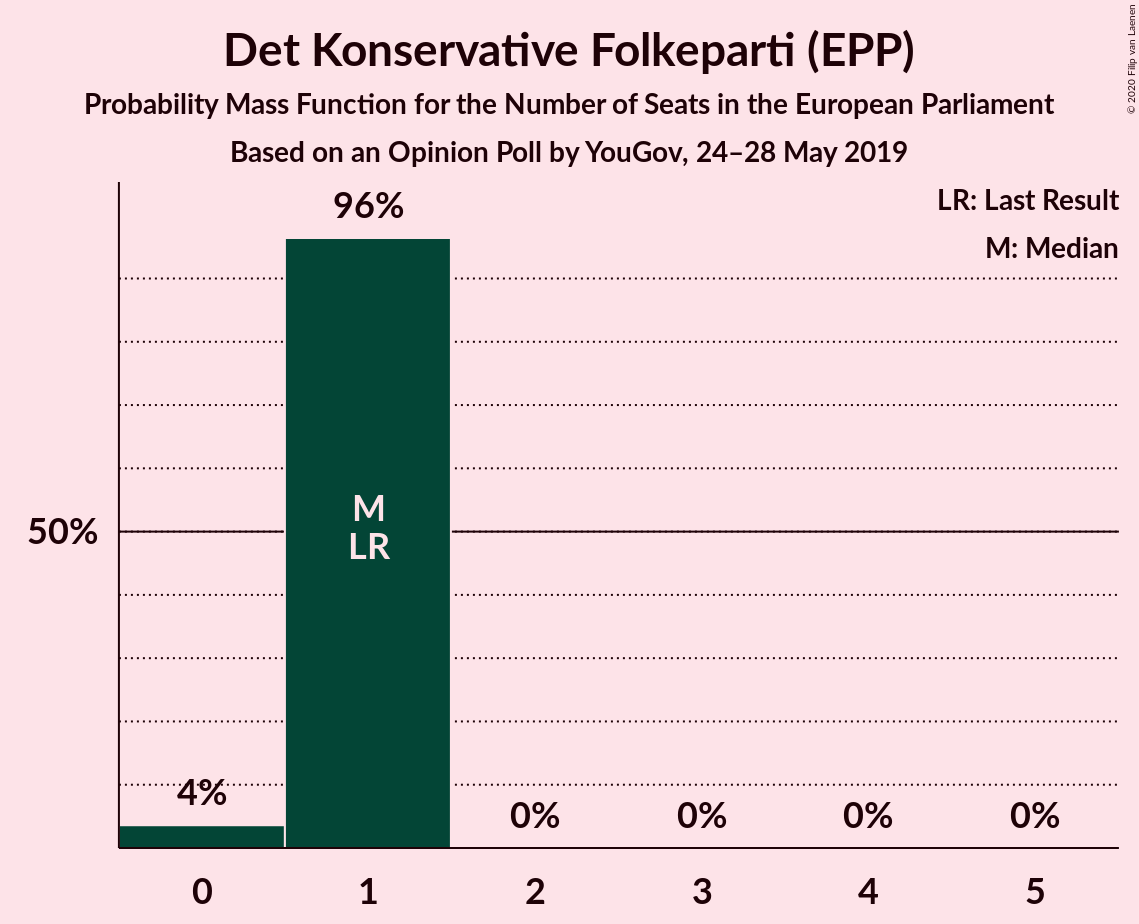 Det Konservative Folkeparti (EPP)
Probability Mass Function for the Number of Seats in the European Parliament
Based on an Opinion Poll by YouGov, 24–28 May 2019
© 2020 Filip van Laenen
LR: Last Result
M: Median
96%
50%
M
LR
4%
0%
0%
0%
0%
0
1
2
3
4
5